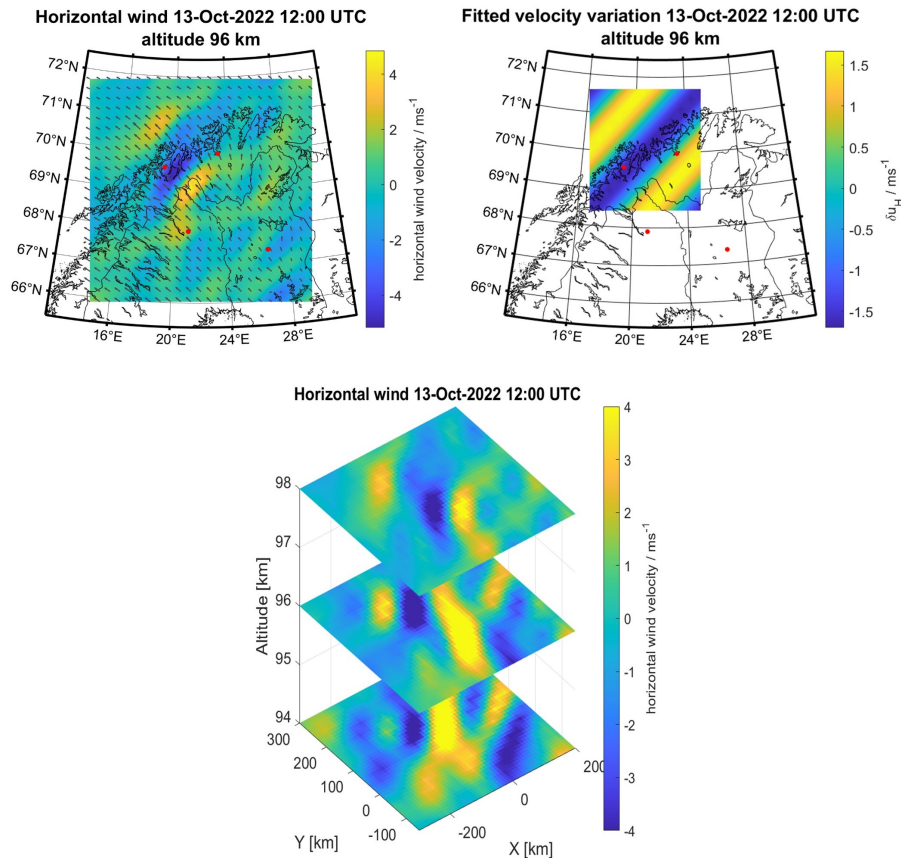 Horizontal wind 13-Oct-2022 12:00 UTC
altitude 96 km
72°N
71°N
70°N
69°N
68°N
67°N
66°N
16°E
20°E
24°E
28°E
4
2
0
-2
-4
horizontal wind velocity / ms⁻¹
Fitted velocity variation 13-Oct-2022 12:00 UTC
altitude 96 km
72°N
71°N
70°N
69°N
68°N
67°N
66°N
16°E
20°E
24°E
28°E
1.5
1
0.5
0
-0.5
-1
-1.5
δu_H / ms⁻¹
Horizontal wind 13-Oct-2022 12:00 UTC
98
97
96
95
94
Altitude [km]
300
200
100
0
-100
Y [km]
-200
0
200
X [km]
4
3
2
1
0
-1
-2
-3
-4
horizontal wind velocity / ms⁻¹